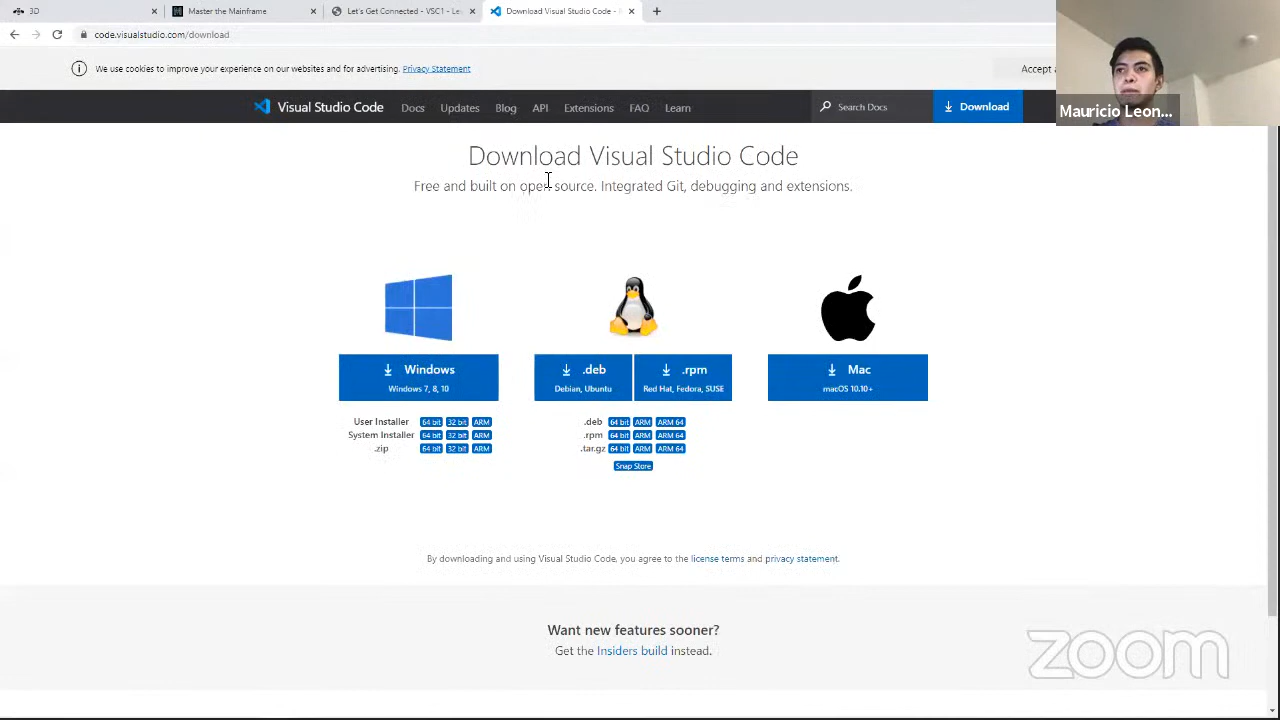 3D
Master the Mainframe
Let's Get Connected - VSC1 - Le
Download Visual Studio Code -
code.visualstudio.com/download
We use cookies to improve your experience on our websites and for advertising. Privacy Statement
Accept a
Visual Studio Code
Docs
Updates
Blog
API
Extensions
FAQ
Learn
Search Docs
Download
Mauricio Leon...
Download Visual Studio Code
Free and built on open source. Integrated Git, debugging and extensions.
Windows
Windows 7, 8, 10
.deb
Debian, Ubuntu
.rpm
Red Hat, Fedora, SUSE
Mac
macOS 10.10+
User Installer 64 bit 32 bit ARM
System Installer 64 bit 32 bit ARM
.zip 64 bit 32 bit ARM
.deb 64 bit ARM ARM 64
.rpm 64 bit ARM ARM 64
.tar.gz 64 bit ARM ARM 64
Snap Store
By downloading and using Visual Studio Code, you agree to the license terms and privacy statement.
Want new features sooner?
Get the Insiders build instead.
zoom